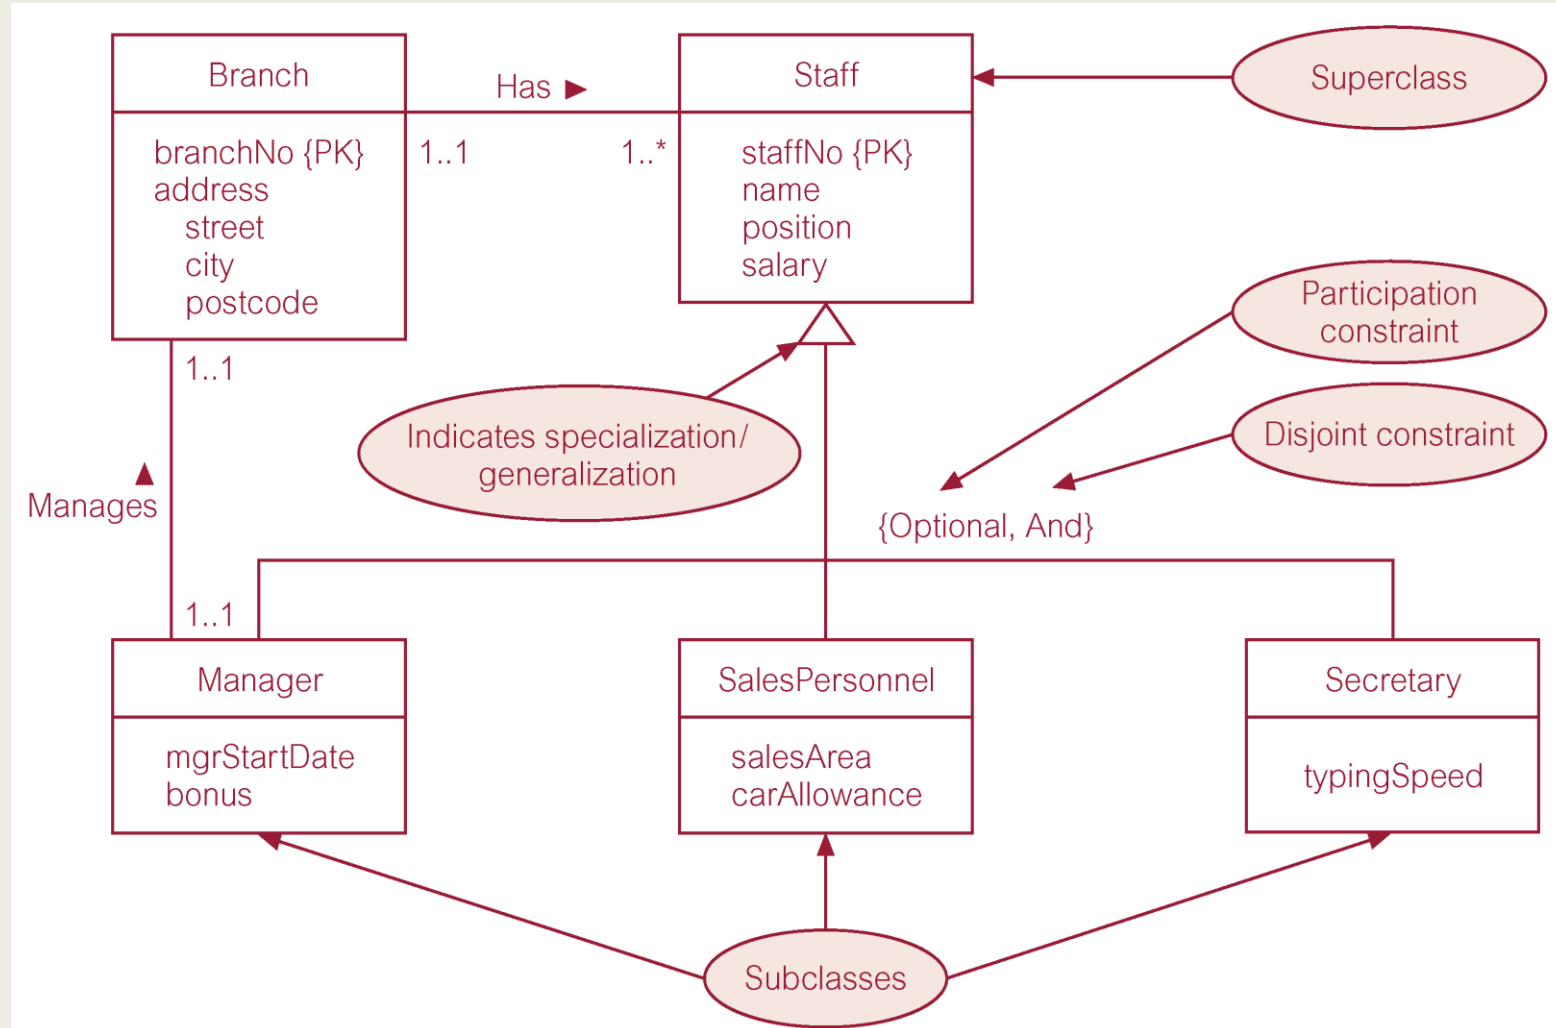 Branch
Has ▶
Staff
Superclass
branchNo {PK}
address
street
city
postcode
1..1
1..*
staffNo {PK}
name
position
salary
Participation
constraint
1..1
Indicates specialization/
generalization
Disjoint constraint
▲
Manages
{Optional, And}
1..1
Manager
mgrStartDate
bonus
SalesPersonnel
salesArea
carAllowance
Secretary
typingSpeed
Subclasses